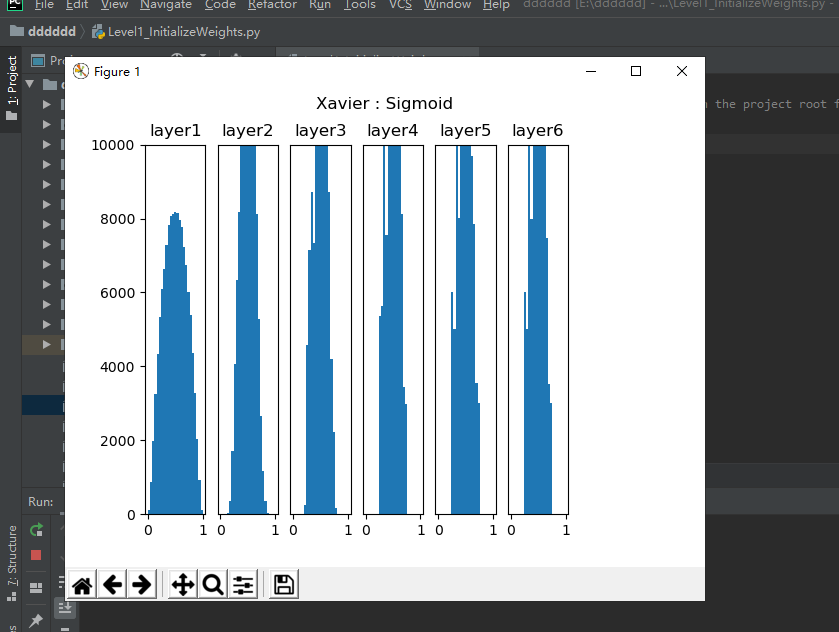 PC File Edit View Navigate Code Refactor Run Tools VCS Window Help dddddd [E:\dddddd] - ...\Level1_InitializeWeights.py -
dddddd Level1_InitializeWeights.py
1: Project
Figure 1
n the project root f
Xavier : Sigmoid
layer1 layer2 layer3 layer4 layer5 layer6
10000
8000
6000
4000
2000
0
0 1 0 1 0 1 0 1 0 1 0 1
Run:
7: Structure